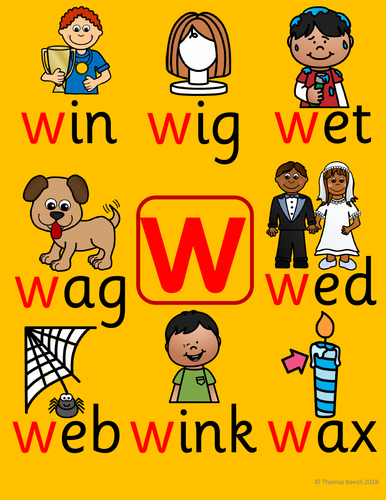 win wig wet
wag w wed
web wink wax
© Thomas Keech 2018